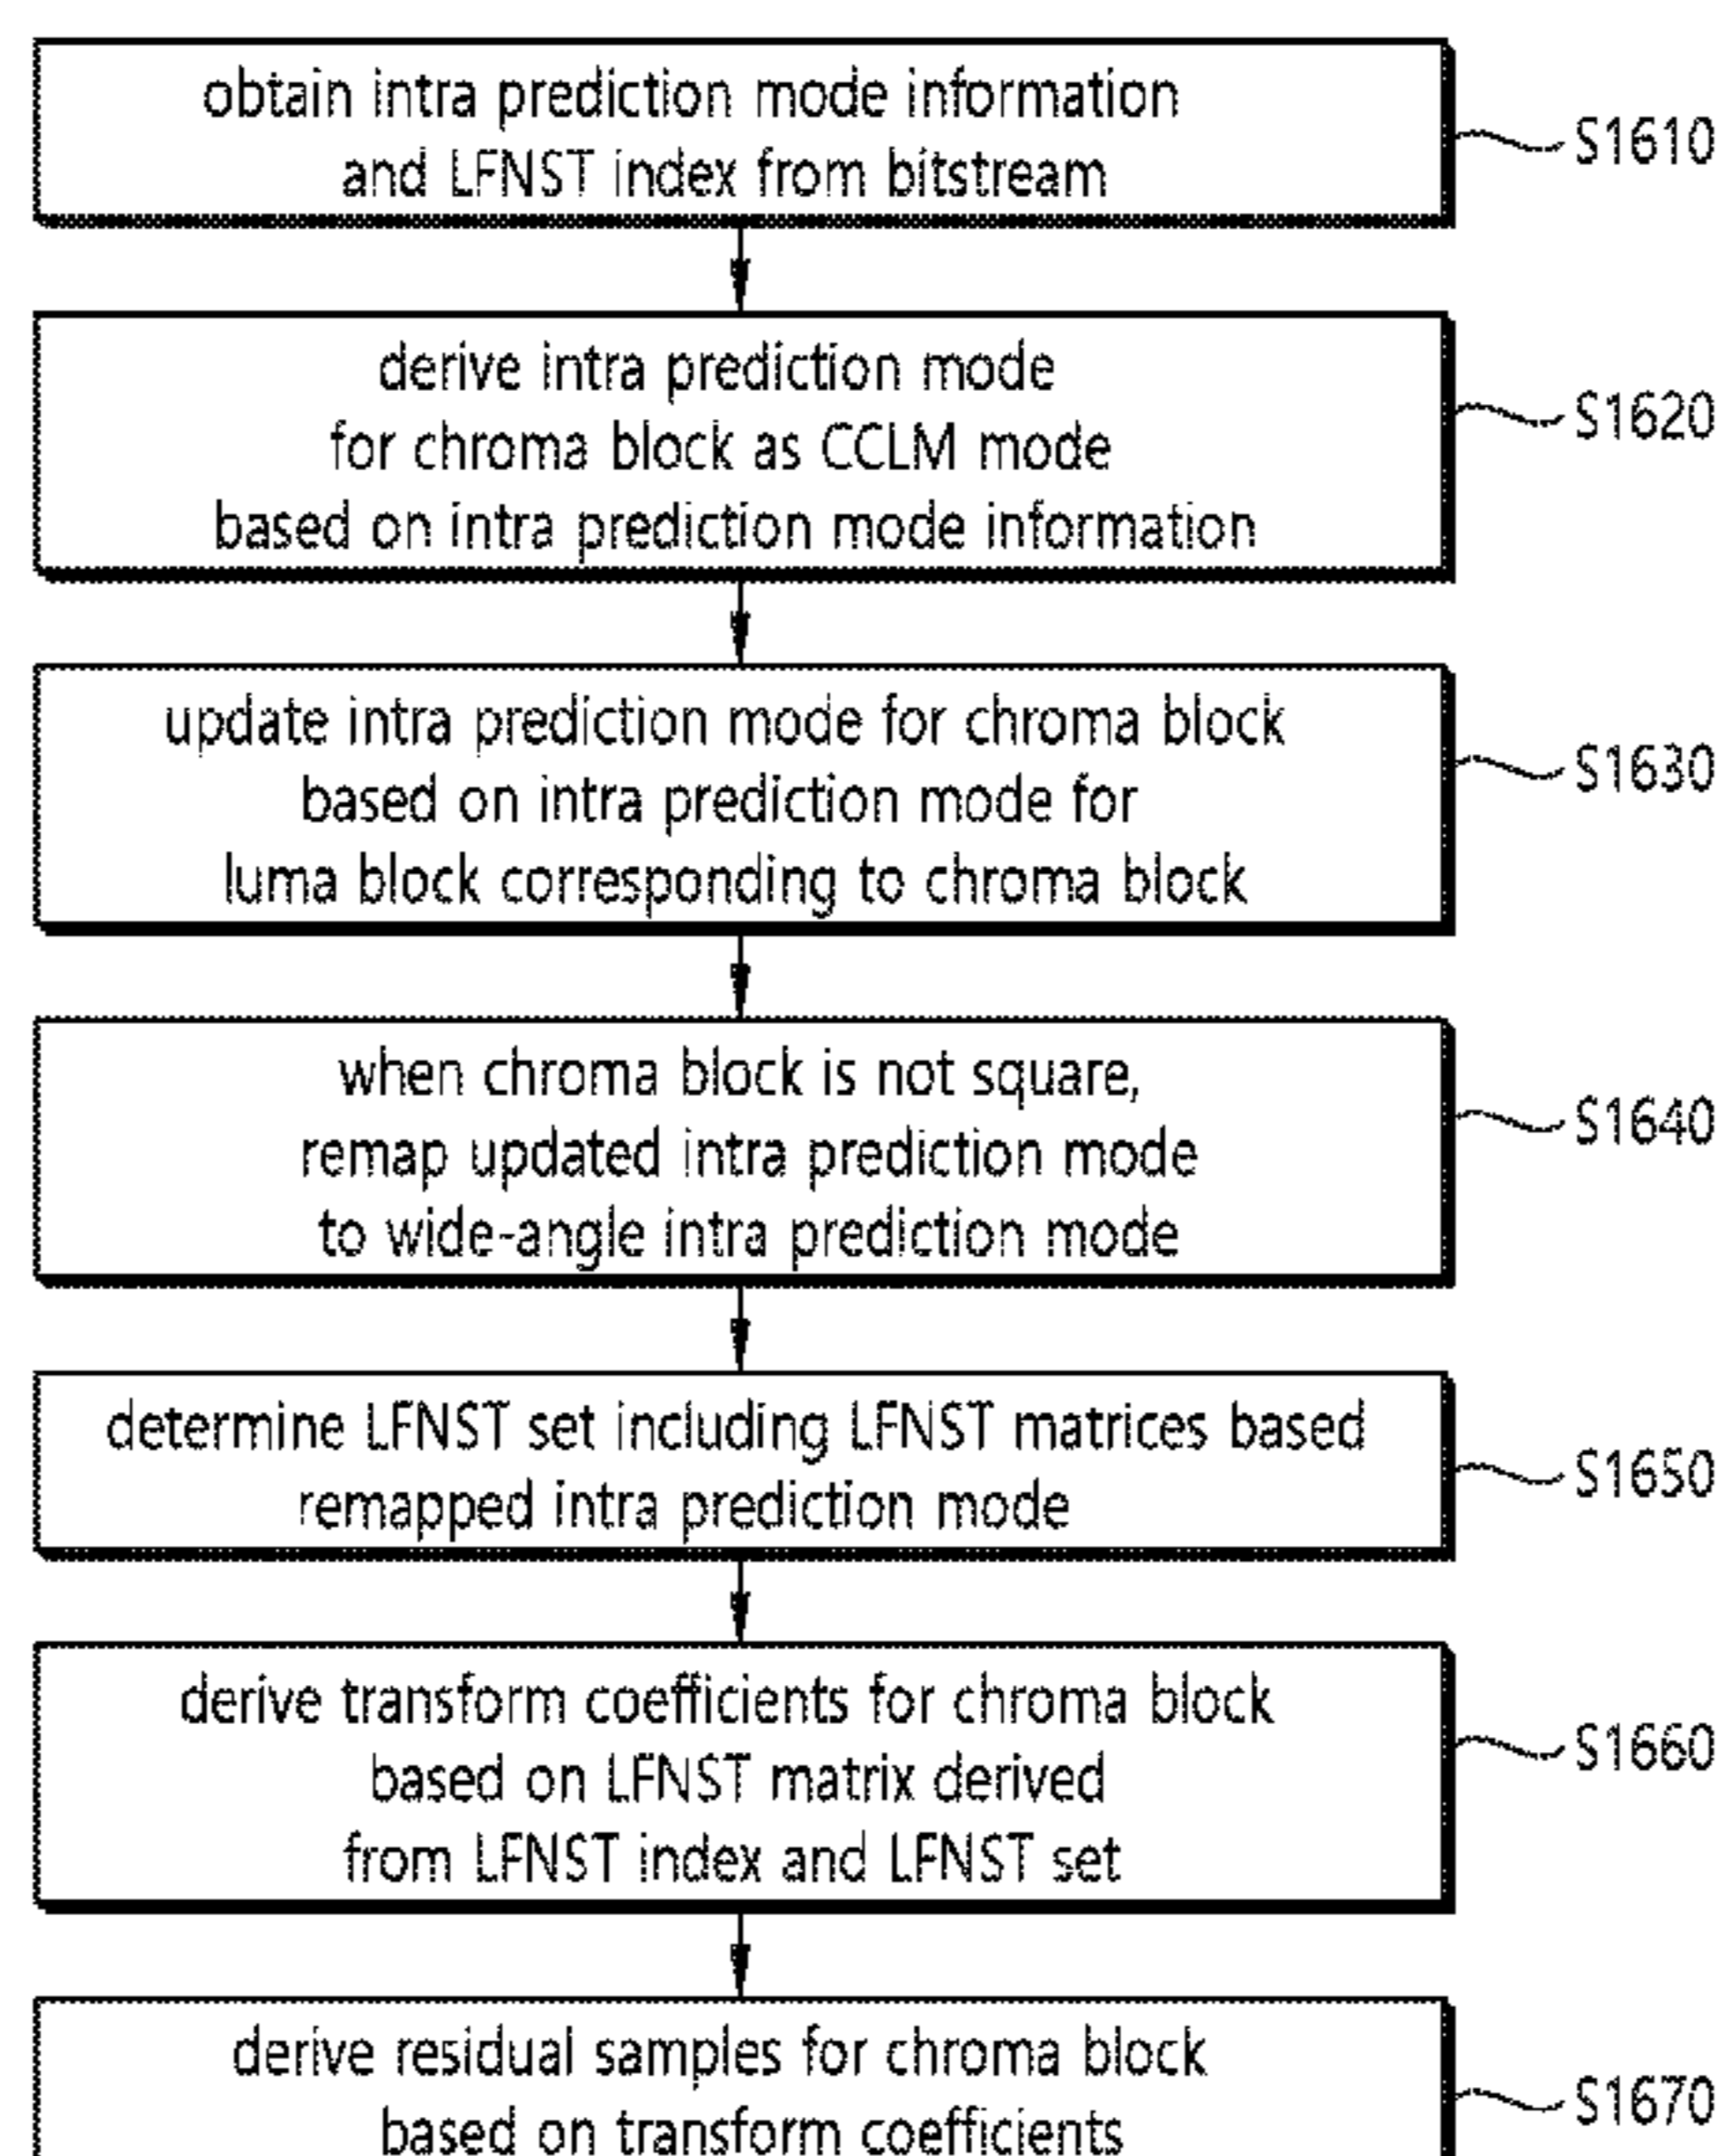 obtain intra prediction mode information
and LFNST index from bitstream
S1610
derive intra prediction mode
for chroma block as CCLM mode
based on intra prediction mode information
S1620
update intra prediction mode for chroma block
based on intra prediction mode for
luma block corresponding to chroma block
S1630
when chroma block is not square,
remap updated intra prediction mode
to wide-angle intra prediction mode
S1640
determine LFNST set including LFNST matrices based
remapped intra prediction mode
S1650
derive transform coefficients for chroma block
based on LFNST matrix derived
from LFNST index and LFNST set
S1660
derive residual samples for chroma block
based on transform coefficients
S1670